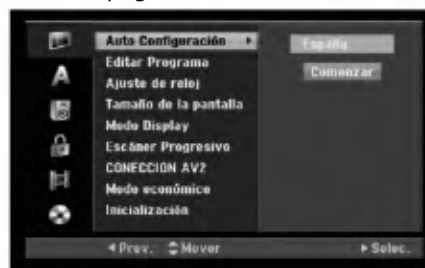 Auto Configuración
España
Editar Programa
Comenzar
A
Ajuste de reloj
Tamaño de la pantalla
Modo Display
Escáner Progresivo
CONECCION AV2
Modo económico
Inicialización
Prev. Mover Selec.